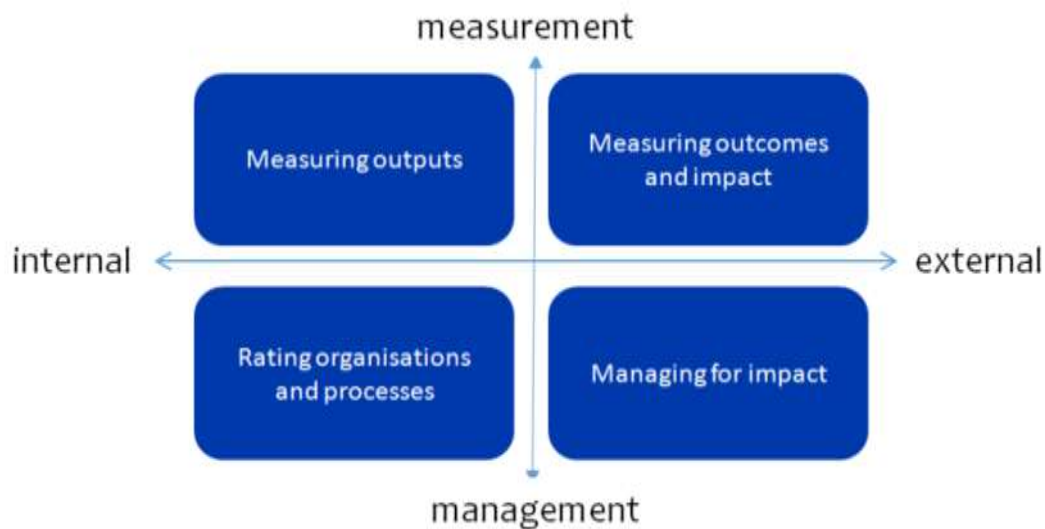 measurement
Measuring outputs
Measuring outcomes
and impact
internal
external
Rating organisations
and processes
Managing for impact
management